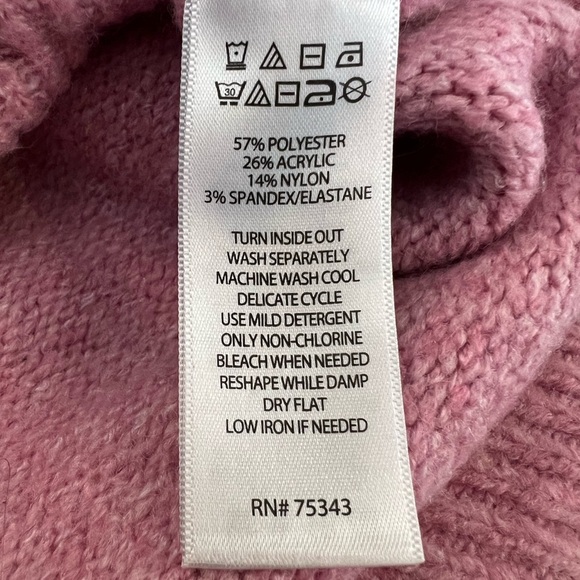 30
57% POLYESTER
26% ACRYLIC
14% NYLON
3% SPANDEX/ELASTANE
TURN INSIDE OUT
WASH SEPARATELY
MACHINE WASH COOL
DELICATE CYCLE
USE MILD DETERGENT
ONLY NON-CHLORINE
BLEACH WHEN NEEDED
RESHAPE WHILE DAMP
DRY FLAT
LOW IRON IF NEEDED
RN# 75343